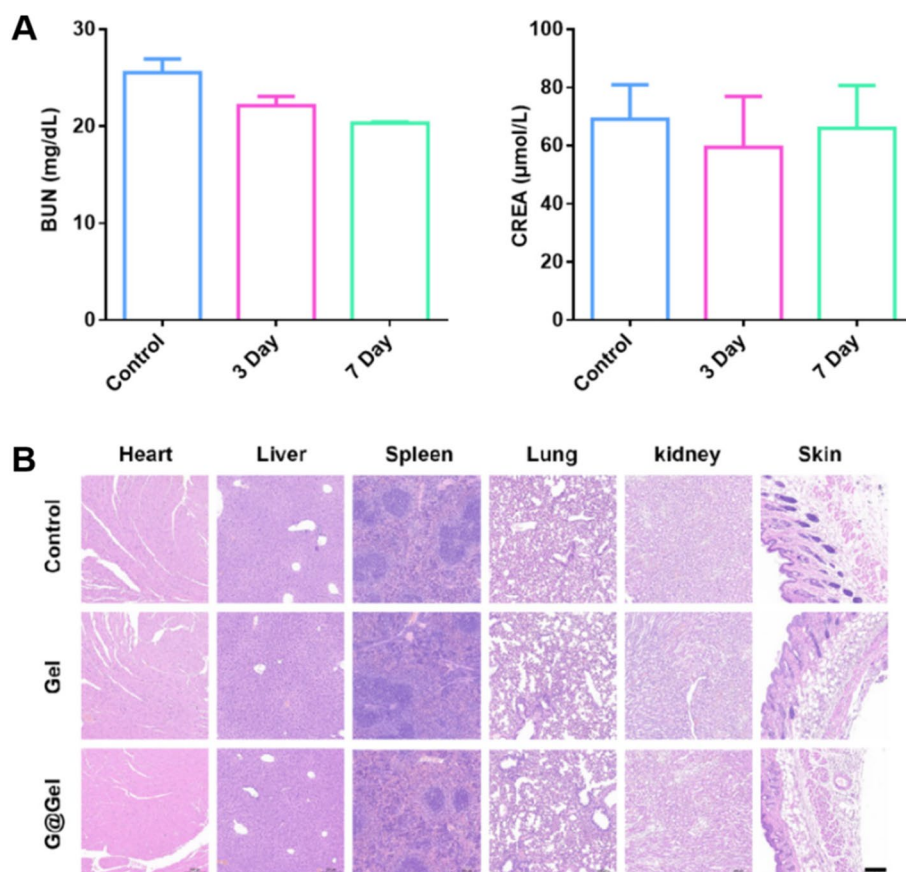 A
BUN (mg/dL)
30
20
10
0
Control
3 Day
7 Day
CREA (µmol/L)
100
80
60
40
20
0
Control
3 Day
7 Day
B
Heart Liver Spleen Lung kidney Skin
Control
Gel
G@Gel